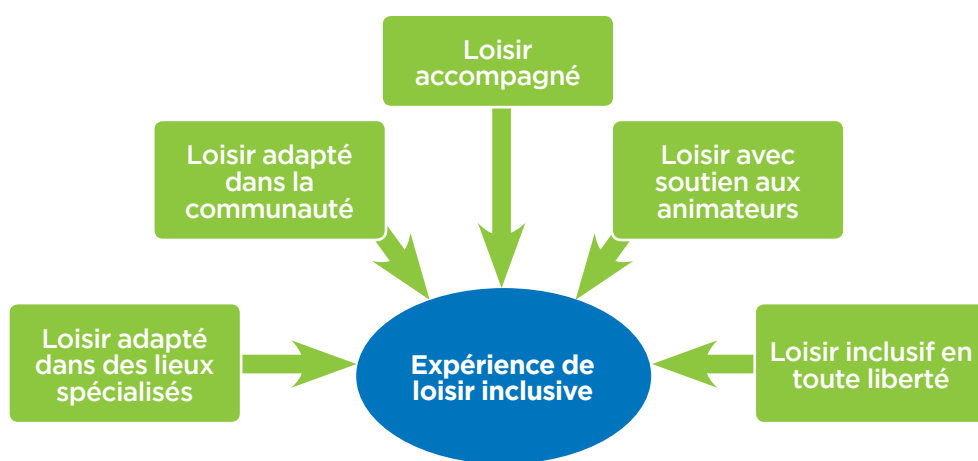 Loisir
accompagné
Loisir adapté
dans la
communauté
Loisir avec
soutien aux
animateurs
Loisir adapté
dans des lieux
spécialisés
Expérience de
loisir inclusive
Loisir inclusif en
toute liberté